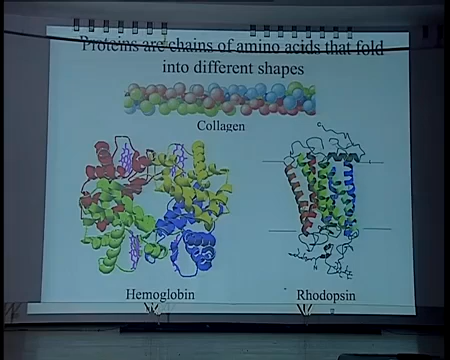 Proteins are chains of amino acids that fold
into different shapes
Collagen
Hemoglobin
Rhodopsin